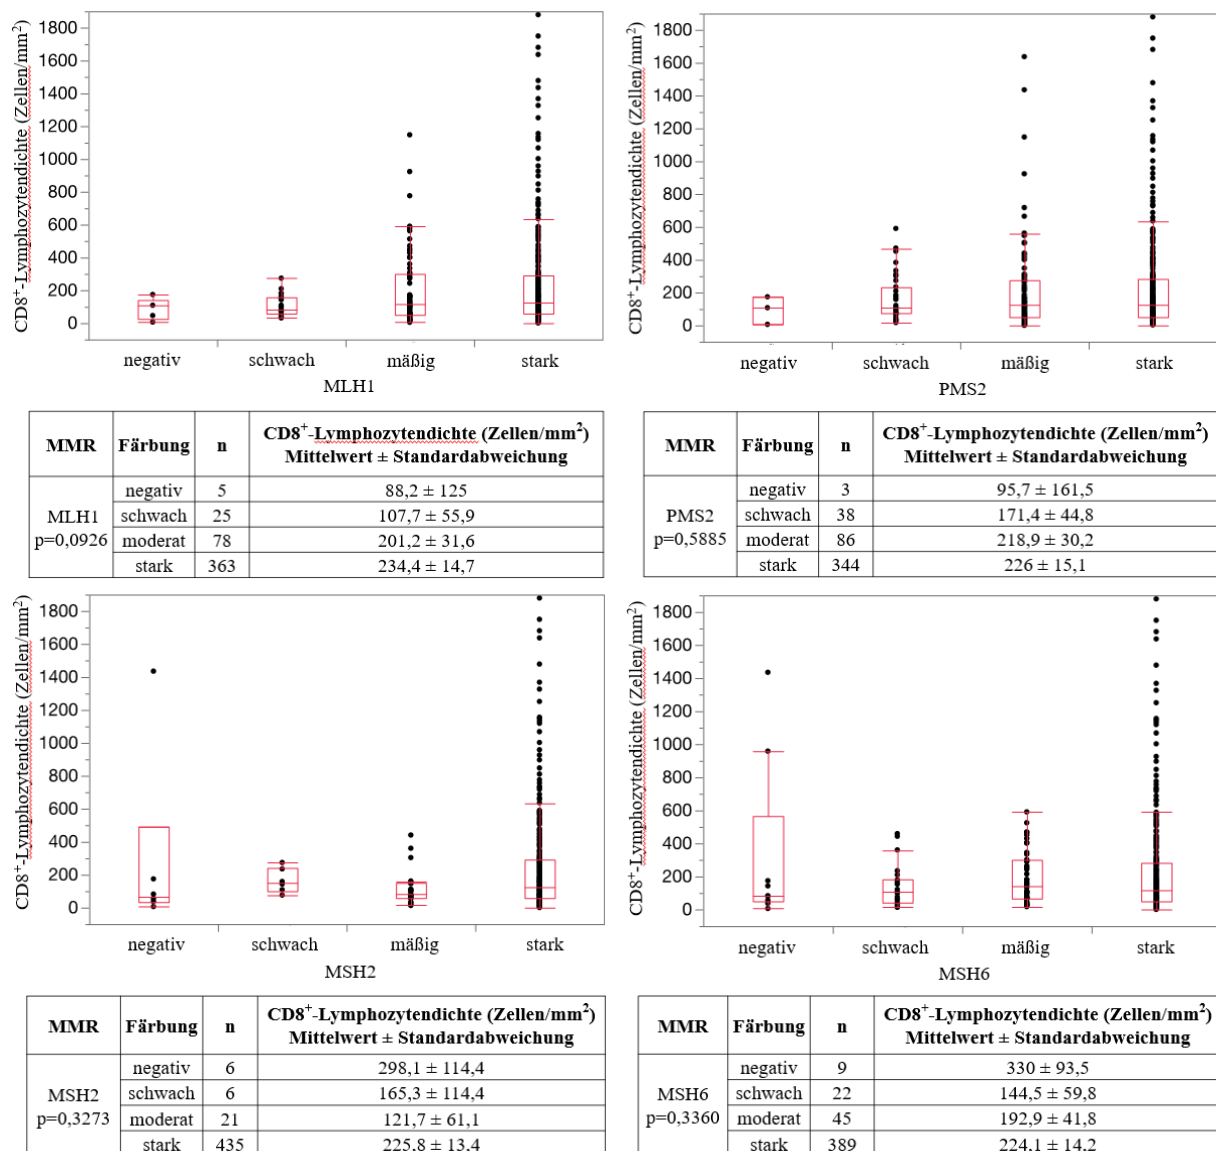 CD8+-Lymphozytendichte (Zellen/mm²)
1800
1600
1400
1200
1000
800
600
400
200
0
negativ schwach mäßig stark
MLH1
CD8+-Lymphozytendichte (Zellen/mm²)
1800
1600
1400
1200
1000
800
600
400
200
0
negativ schwach mäßig stark
PMS2
MMR Färbung n CD8+-Lymphozytendichte (Zellen/mm²)
Mittelwert ± Standardabweichung
negativ 5 88,2 ± 125
MLH1 schwach 25 107,7 ± 55,9
p=0,0926 moderat 78 201,2 ± 31,6
stark 363 234,4 ± 14,7
MMR Färbung n CD8+-Lymphozytendichte (Zellen/mm²)
Mittelwert ± Standardabweichung
negativ 3 95,7 ± 161,5
PMS2 schwach 38 171,4 ± 44,8
p=0,5885 moderat 86 218,9 ± 30,2
stark 344 226 ± 15,1
CD8+-Lymphozytendichte (Zellen/mm²)
1800
1600
1400
1200
1000
800
600
400
200
0
negativ schwach mäßig stark
MSH2
CD8+-Lymphozytendichte (Zellen/mm²)
1800
1600
1400
1200
1000
800
600
400
200
0
negativ schwach mäßig stark
MSH6
MMR Färbung n CD8+-Lymphozytendichte (Zellen/mm²)
Mittelwert ± Standardabweichung
negativ 6 298,1 ± 114,4
MSH2 schwach 6 165,3 ± 114,4
p=0,3273 moderat 21 121,7 ± 61,1
stark 435 225,8 ± 13,4
MMR Färbung n CD8+-Lymphozytendichte (Zellen/mm²)
Mittelwert ± Standardabweichung
negativ 9 330 ± 93,5
MSH6 schwach 22 144,5 ± 59,8
p=0,3360 moderat 45 192,9 ± 41,8
stark 389 224,1 ± 14,2